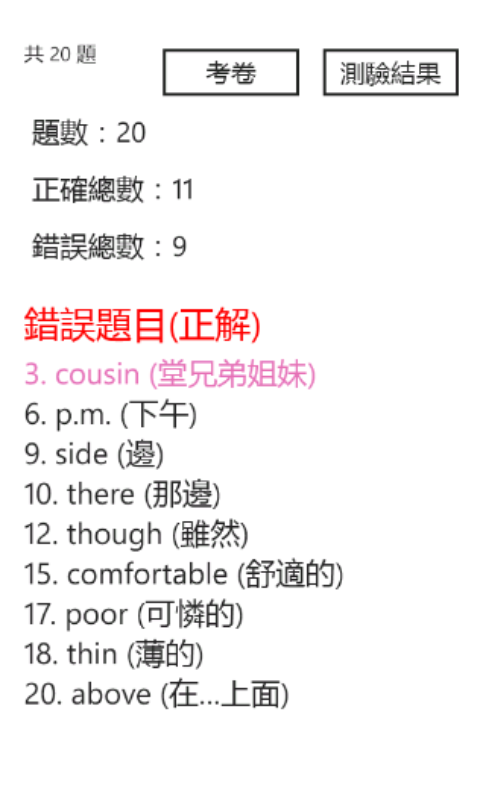 共 20 題
考卷
測驗結果
題數：20
正確總數：11
錯誤總數：9
錯誤題目(正解)
3. cousin (堂兄弟姐妹)
6. p.m. (下午)
9. side (邊)
10. there (那邊)
12. though (雖然)
15. comfortable (舒適的)
17. poor (可憐的)
18. thin (薄的)
20. above (在...上面)